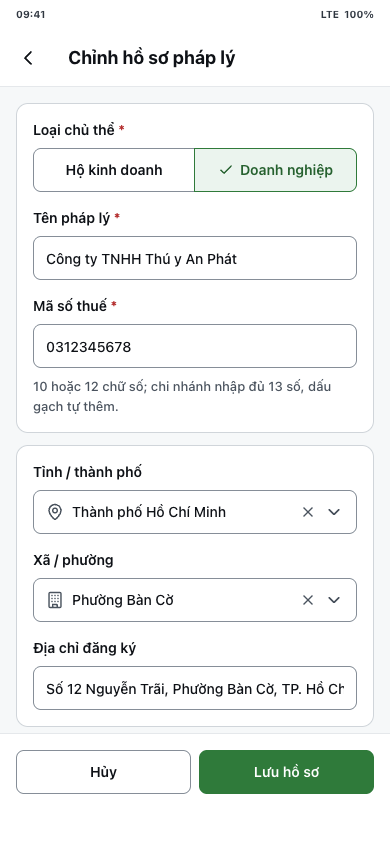 09:41
LTE 100%
Chỉnh hồ sơ pháp lý
Loại chủ thể *
Hộ kinh doanh
Doanh nghiệp
Tên pháp lý *
Công ty TNHH Thú y An Phát
Mã số thuế *
0312345678
10 hoặc 12 chữ số; chi nhánh nhập đủ 13 số, dấu
gạch tự thêm.
Tỉnh / thành phố
Thành phố Hồ Chí Minh
Xã / phường
Phường Bàn Cờ
Địa chỉ đăng ký
Số 12 Nguyễn Trãi, Phường Bàn Cờ, TP. Hồ Ch
Hủy
Lưu hồ sơ